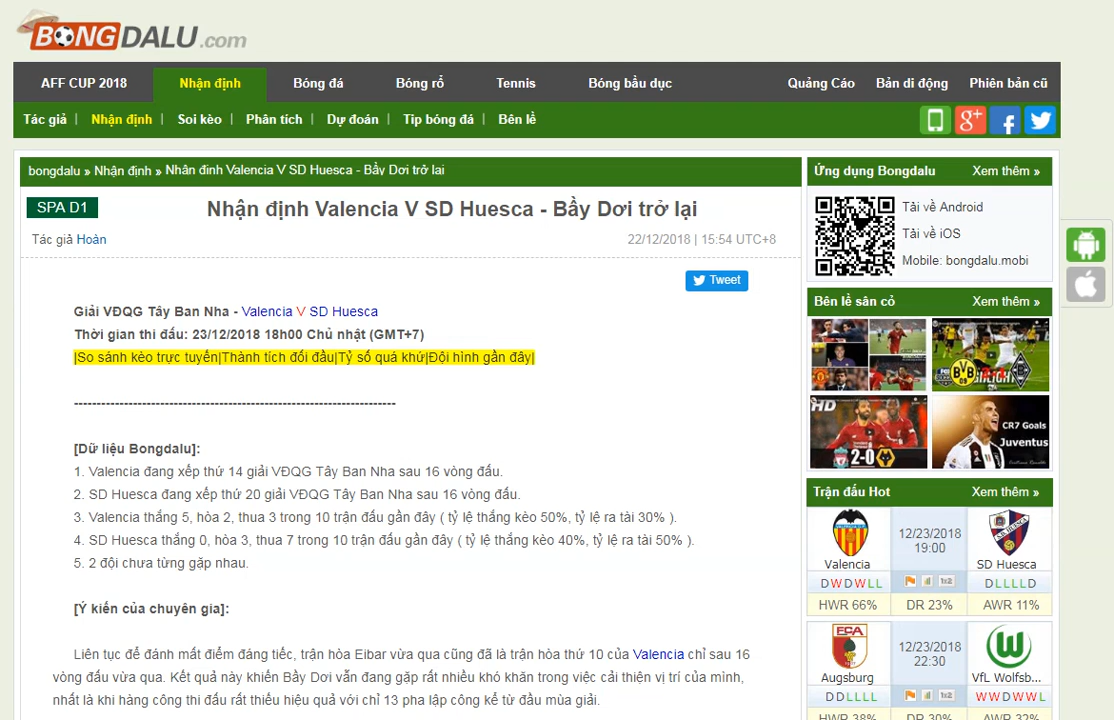 BONGDALU.com
AFF CUP 2018 Nhận định Bóng đá Bóng rổ Tennis Bóng bầu dục Quảng Cáo Bản di động Phiên bản cũ
Tác giả | Nhận định | Soi kèo | Phân tích | Dự đoán | Tip bóng đá | Bên lề
bongdalu » Nhận định » Nhận định Valencia V SD Huesca - Bầy Dơi trở lại
SPA D1 Nhận định Valencia V SD Huesca - Bầy Dơi trở lại
Tác giả Hoàn 22/12/2018 | 15:54 UTC+8
Tweet
Giải VĐQG Tây Ban Nha - Valencia V SD Huesca
Thời gian thi đấu: 23/12/2018 18h00 Chủ nhật (GMT+7)
|So sánh kèo trực tuyến|Thành tích đối đầu|Tỷ số quá khứ|Đội hình gần đây|
------------------------------------------------------------------
[Dữ liệu Bongdalu]:
1. Valencia đang xếp thứ 14 giải VĐQG Tây Ban Nha sau 16 vòng đấu.
2. SD Huesca đang xếp thứ 20 giải VĐQG Tây Ban Nha sau 16 vòng đấu.
3. Valencia thắng 5, hòa 2, thua 3 trong 10 trận đấu gần đây ( tỷ lệ thắng kèo 50%, tỷ lệ ra tài 30% ).
4. SD Huesca thắng 0, hòa 3, thua 7 trong 10 trận đấu gần đây ( tỷ lệ thắng kèo 40%, tỷ lệ ra tài 50% ).
5. 2 đội chưa từng gặp nhau.
[Ý kiến của chuyên gia]:
Liên tục để đánh mất điểm đáng tiếc, trận hòa Eibar vừa qua cũng đã là trận hòa thứ 10 của Valencia chỉ sau 16
vòng đấu vừa qua. Kết quả này khiến Bầy Dơi vẫn đang gặp rất nhiều khó khăn trong việc cải thiện vị trí của mình,
nhất là khi hàng công thi đấu rất thiếu hiệu quả với chỉ 13 pha lập công kể từ đầu mùa giải.
Ứng dụng Bongdalu Xem thêm »
Tải về Android
Tải về iOS
Mobile: bongdalu.mobi
Bên lề sân cỏ Xem thêm »
BVB 09
HD
2-0
CR7 Goals
Juventus
Trận đấu Hot Xem thêm »
12/23/2018
19:00
Valencia SD Huesca
D W D W L L 1:2 D L L L L D
HWR 66% DR 23% AWR 11%
FCA
12/23/2018
22:30
Augsburg VfL Wolfsb...
D D L L L L 1:2 W W D W W L
HWR 38% DR 30% AWR 32%